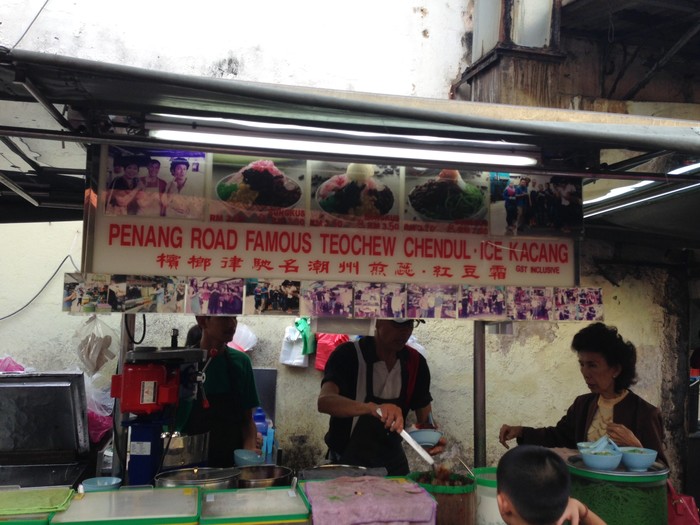 PENANG ROAD FAMOUS TEOCHEW CHENDUL · ICE KACANG
檳榔律馳名潮州煎蕊·紅豆霜
GST INCLUSIVE